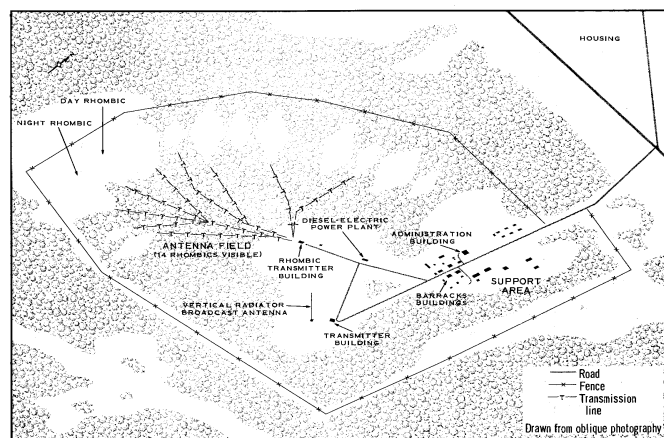 HOUSING
DAY RHOMBIC
NIGHT RHOMBIC
DIESEL-ELECTRIC
POWER PLANT
ADMINISTRATION
BUILDING
ANTENNA FIELD
(14 RHOMBICS VISIBLE)
RHOMBIC
TRANSMITTER
BUILDING
SUPPORT
AREA
BARRACKS
BUILDINGS
VERTICAL RADIATOR
BROADCAST ANTENNA
TRANSMITTER
BUILDING
Road
Fence
Transmission
line
Drawn from oblique photography